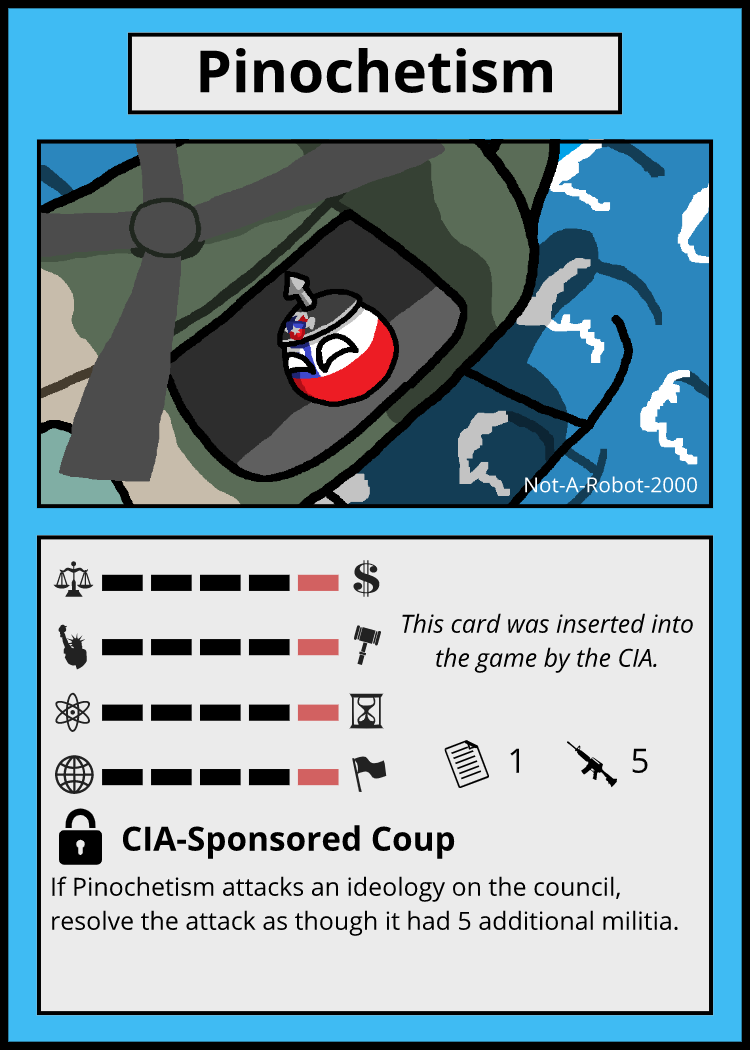 Pinochetism
Not-A-Robot-2000
$
This card was inserted into
the game by the CIA.
1
5
CIA-Sponsored Coup
If Pinochetism attacks an ideology on the council,
resolve the attack as though it had 5 additional militia.